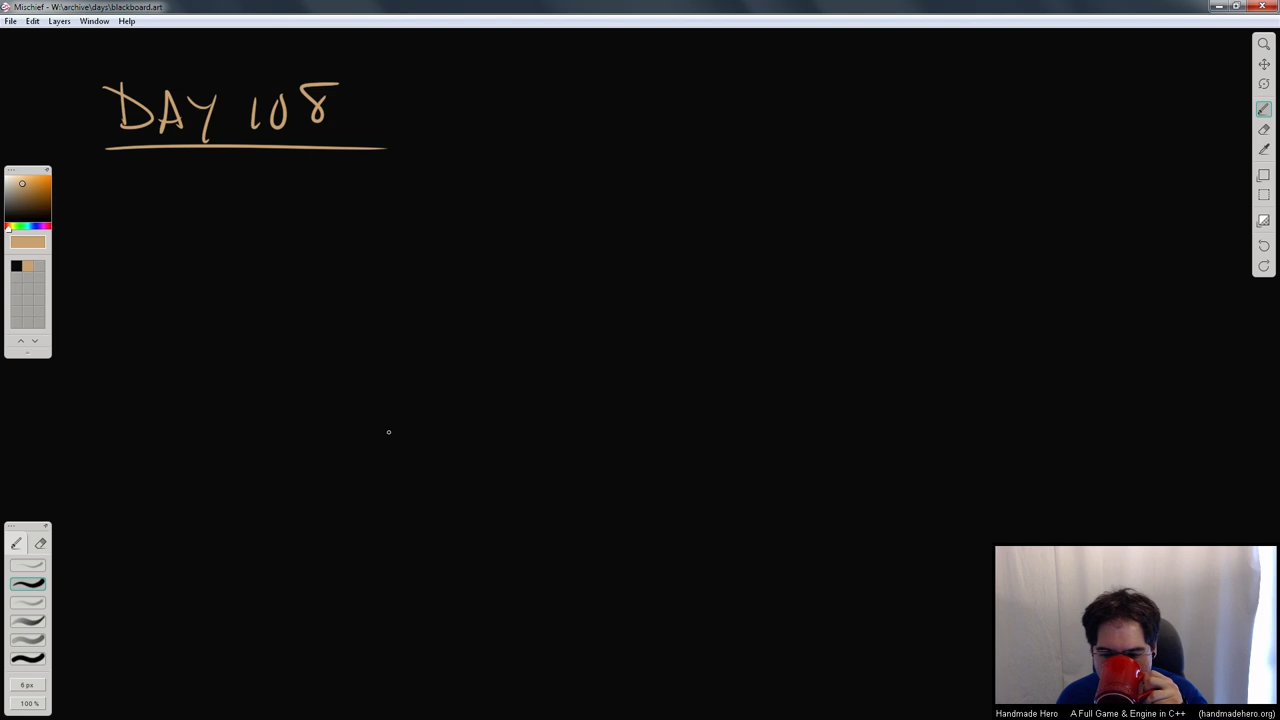 Mischief - W:\archive\days\blackboard.art
File Edit Layers Window Help
DAY 108
6 px
100 %
Handmade Hero A Full Game & Engine in C++ (handmadehero.org)